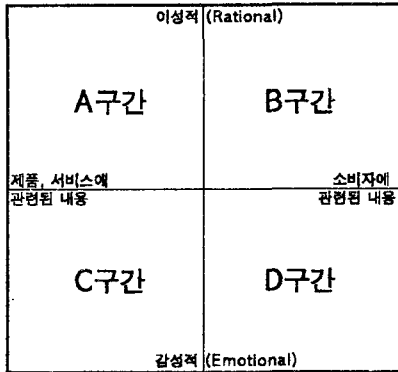 이성적 (Rational)
A구간 B구간
제품, 서비스에 소비자에
관련된 내용 관련된 내용
C구간 D구간
감성적 (Emotional)